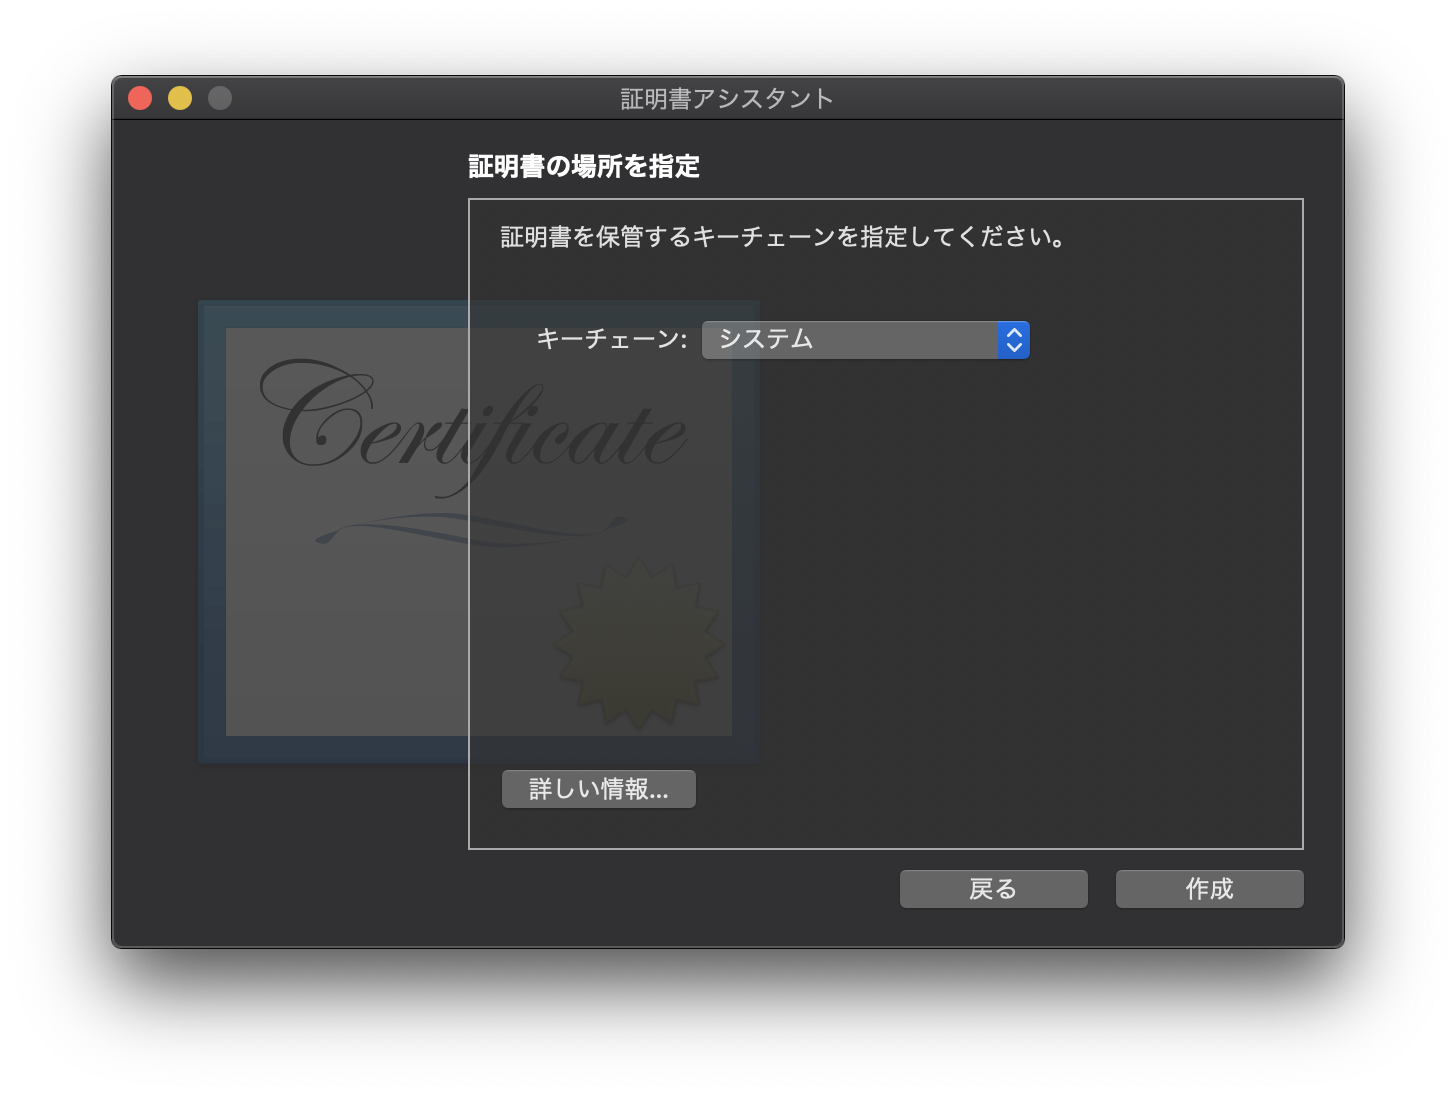 証明書アシスタント
証明書の場所を指定
証明書を保管するキーチェーンを指定してください。
キーチェーン: システム
Certificate
詳しい情報...
戻る 作成